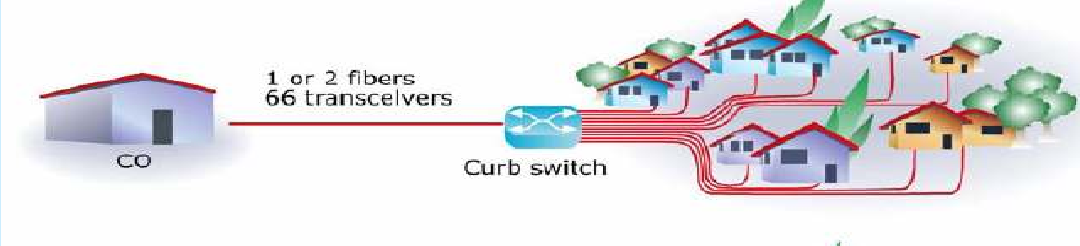 1 or 2 fibers
66 transceivers
CO
Curb switch